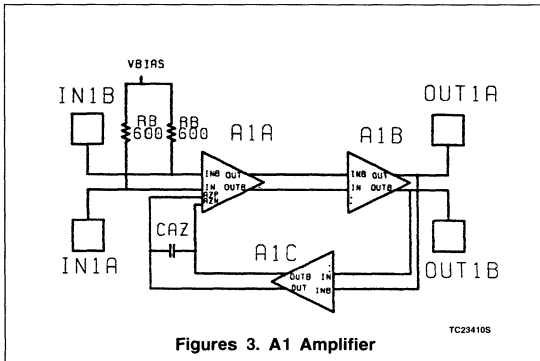 VBIAS
IN1B
OUT1A
RB
600
RB
600
A1A
A1B
INB OUT
IN OUTB
AZP
AZN
INB OUT
IN OUTB
CAZ
A1C
IN1A
OUTB IN
OUT INB
OUT1B
TC23410S
Figures 3. A1 Amplifier